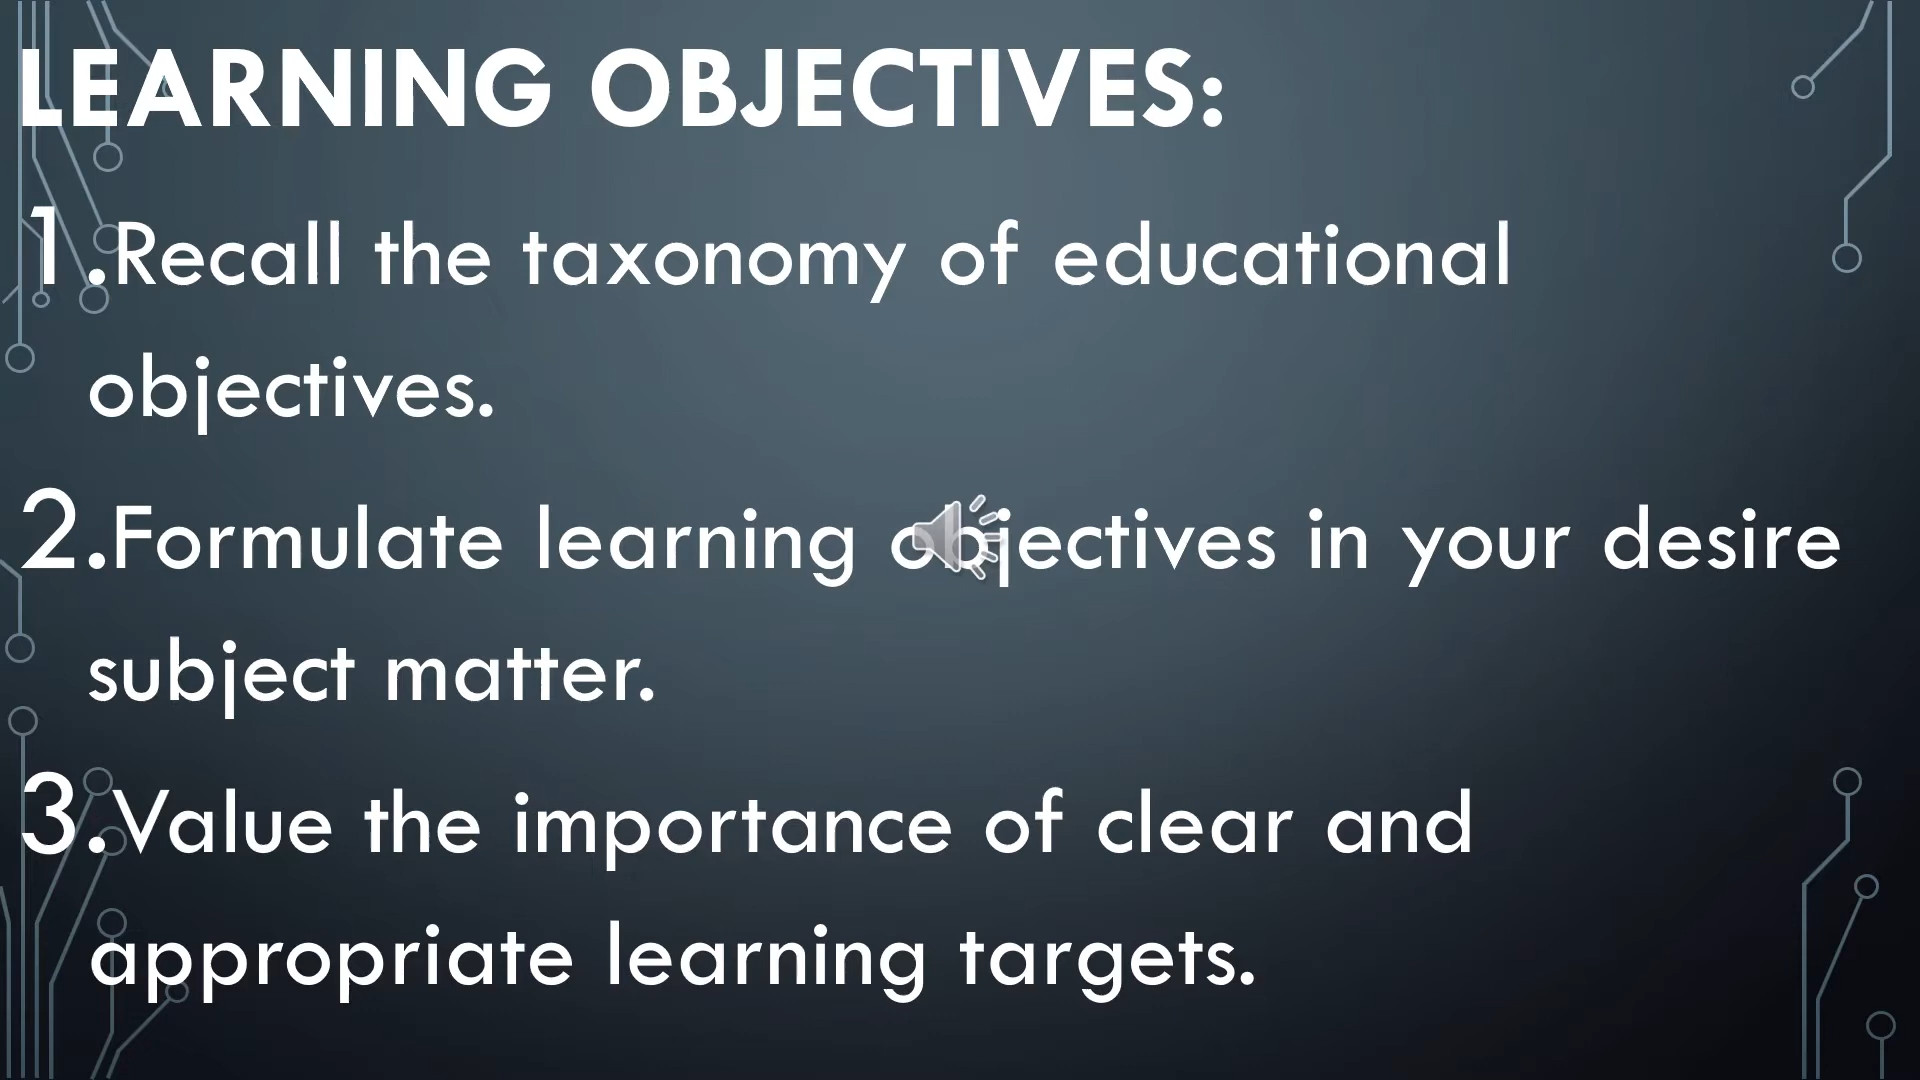 LEARNING OBJECTIVES:
1.Recall the taxonomy of educational
objectives.
2.Formulate learning objectives in your desire
subject matter.
3.Value the importance of clear and
appropriate learning targets.